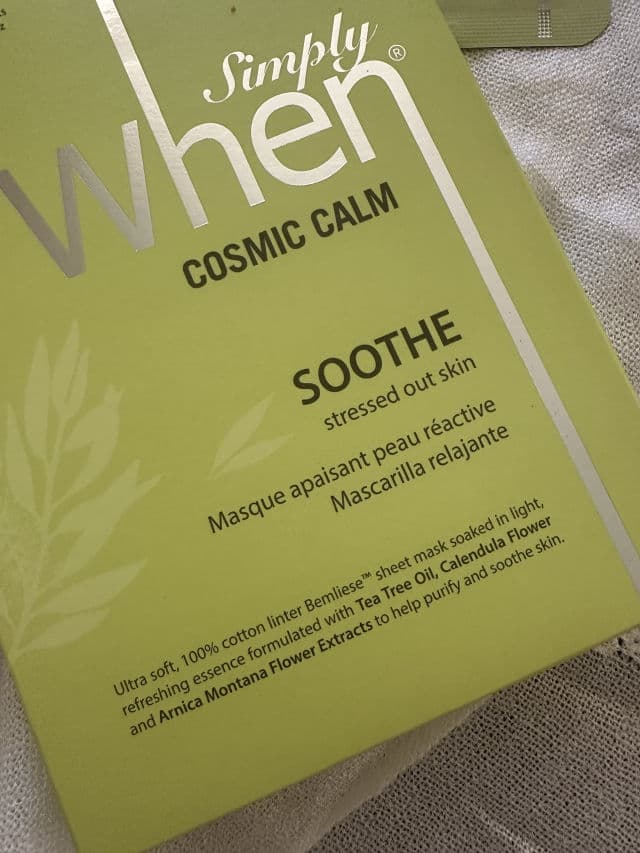 Simply
when®
COSMIC CALM
SOOTHE
stressed out skin
Masque apaisant peau réactive
Mascarilla relajante
Ultra soft, 100% cotton linter Bemliese™ sheet mask soaked in light,
refreshing essence formulated with Tea Tree Oil, Calendula Flower
and Arnica Montana Flower Extracts to help purify and soothe skin.